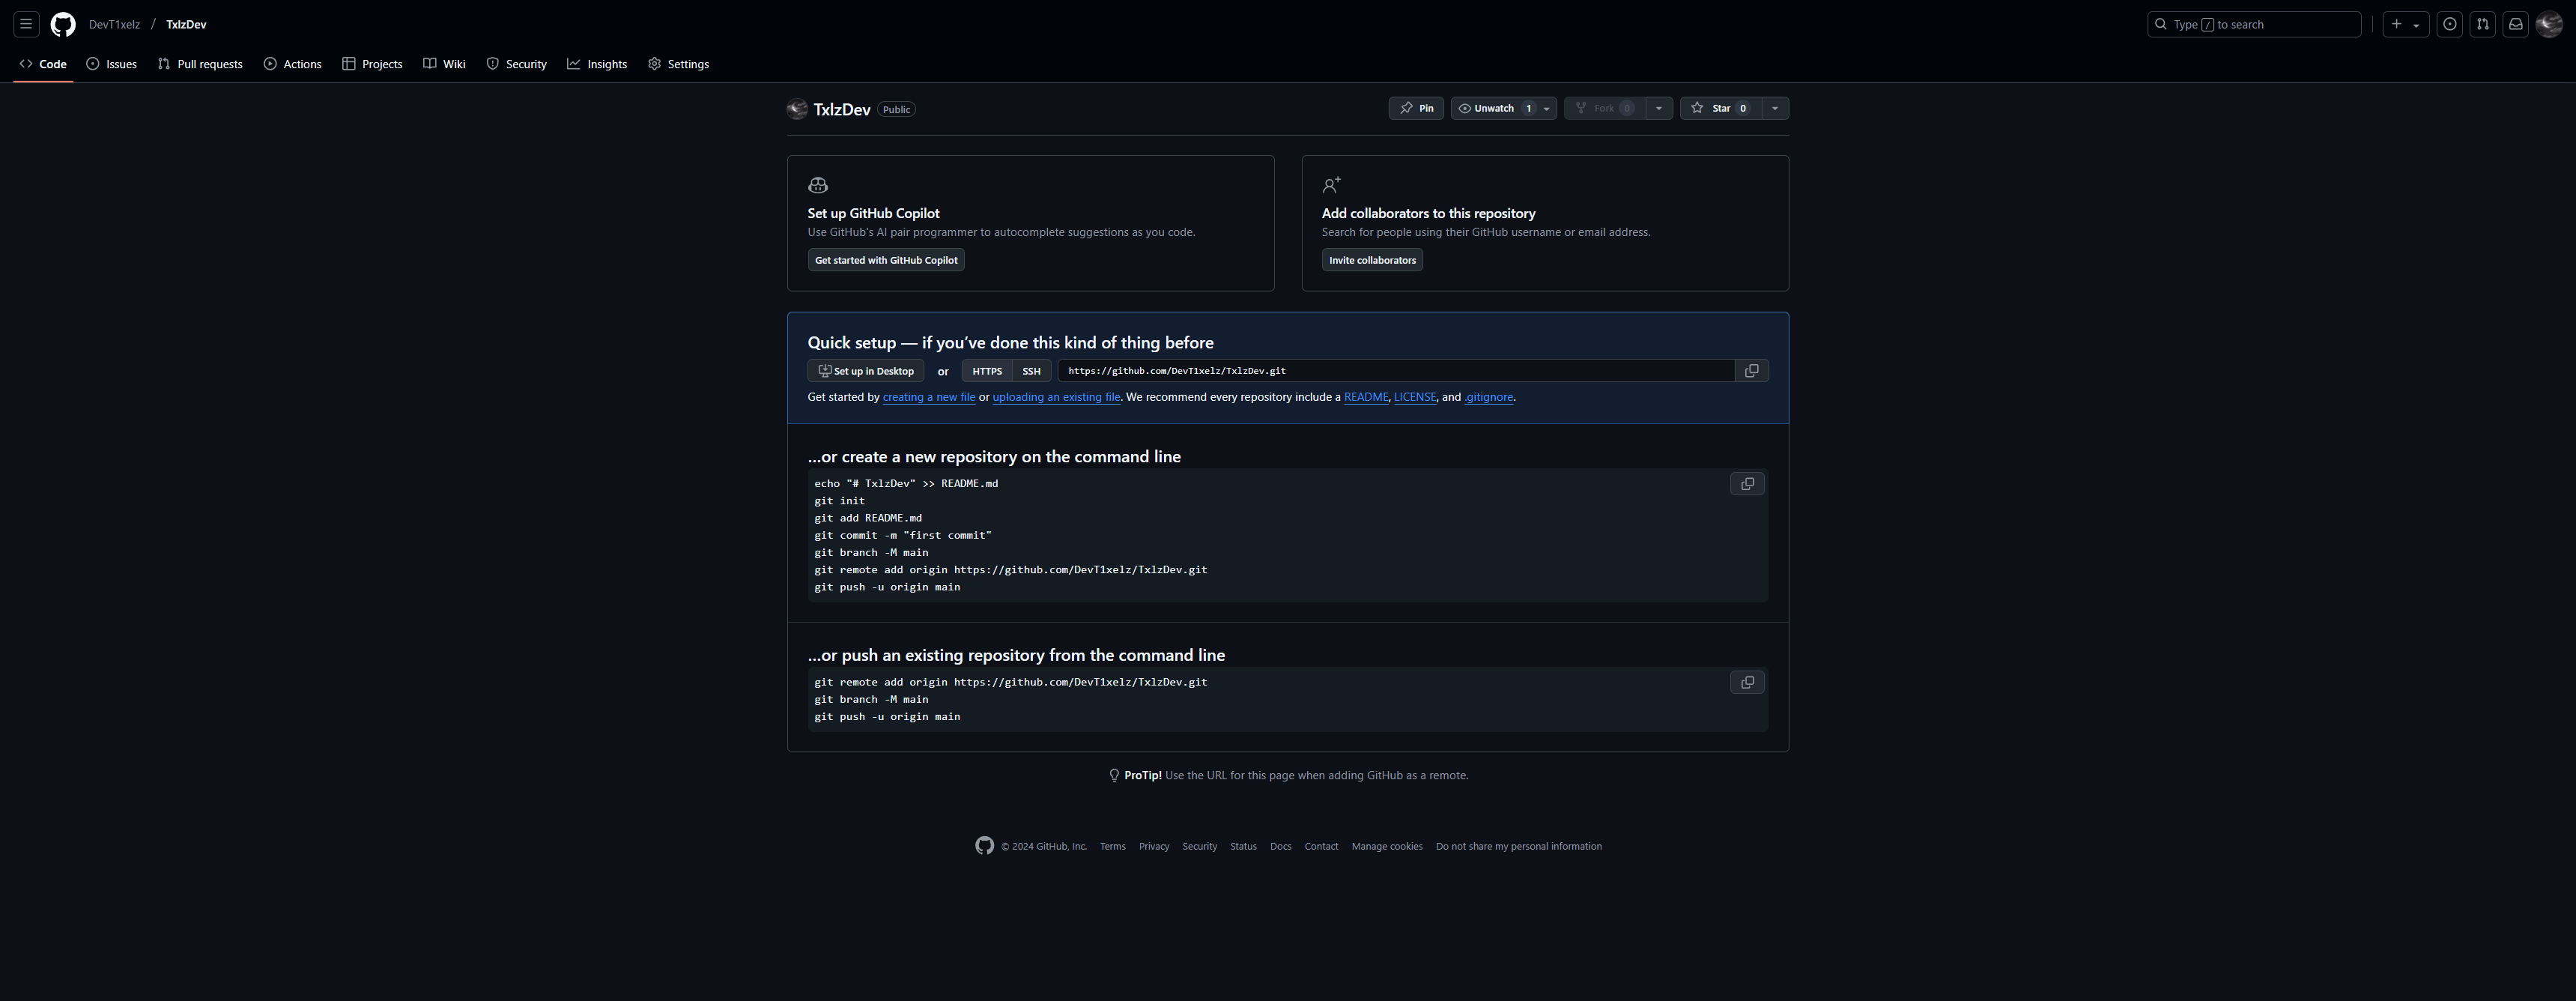 DevT1xelz / TxlzDev
Type / to search
Code Issues Pull requests Actions Projects Wiki Security Insights Settings
TxlzDev Public
Pin Unwatch 1 Fork 0 Star 0
Set up GitHub Copilot
Use GitHub's AI pair programmer to autocomplete suggestions as you code.
Get started with GitHub Copilot
Add collaborators to this repository
Search for people using their GitHub username or email address.
Invite collaborators
Quick setup — if you’ve done this kind of thing before
Set up in Desktop or HTTPS SSH https://github.com/DevT1xelz/TxlzDev.git
Get started by creating a new file or uploading an existing file. We recommend every repository include a README, LICENSE, and .gitignore.
…or create a new repository on the command line
echo "# TxlzDev" >> README.md
git init
git add README.md
git commit -m "first commit"
git branch -M main
git remote add origin https://github.com/DevT1xelz/TxlzDev.git
git push -u origin main
…or push an existing repository from the command line
git remote add origin https://github.com/DevT1xelz/TxlzDev.git
git branch -M main
git push -u origin main
ProTip! Use the URL for this page when adding GitHub as a remote.
© 2024 GitHub, Inc. Terms Privacy Security Status Docs Contact Manage cookies Do not share my personal information